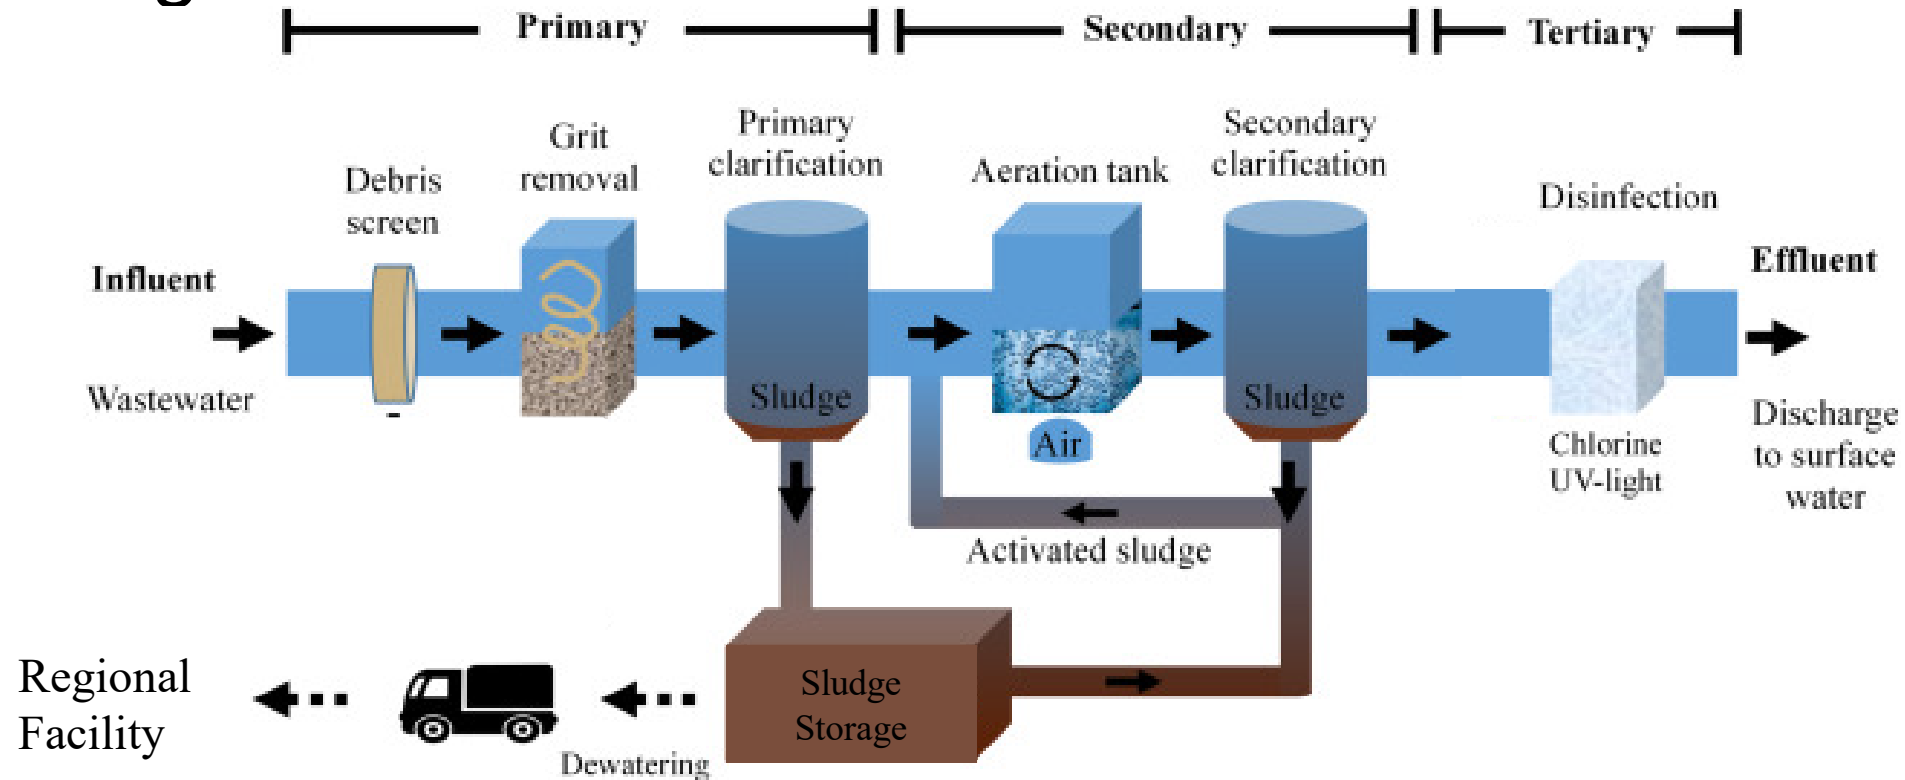 Primary
Secondary
Tertiary
Debris
screen
Grit
removal
Primary
clarification
Aeration tank
Secondary
clarification
Disinfection
Influent
Wastewater
Sludge
Air
Sludge
Chlorine
UV-light
Effluent
Discharge
to surface
water
Activated sludge
Sludge
Storage
Dewatering
Regional
Facility